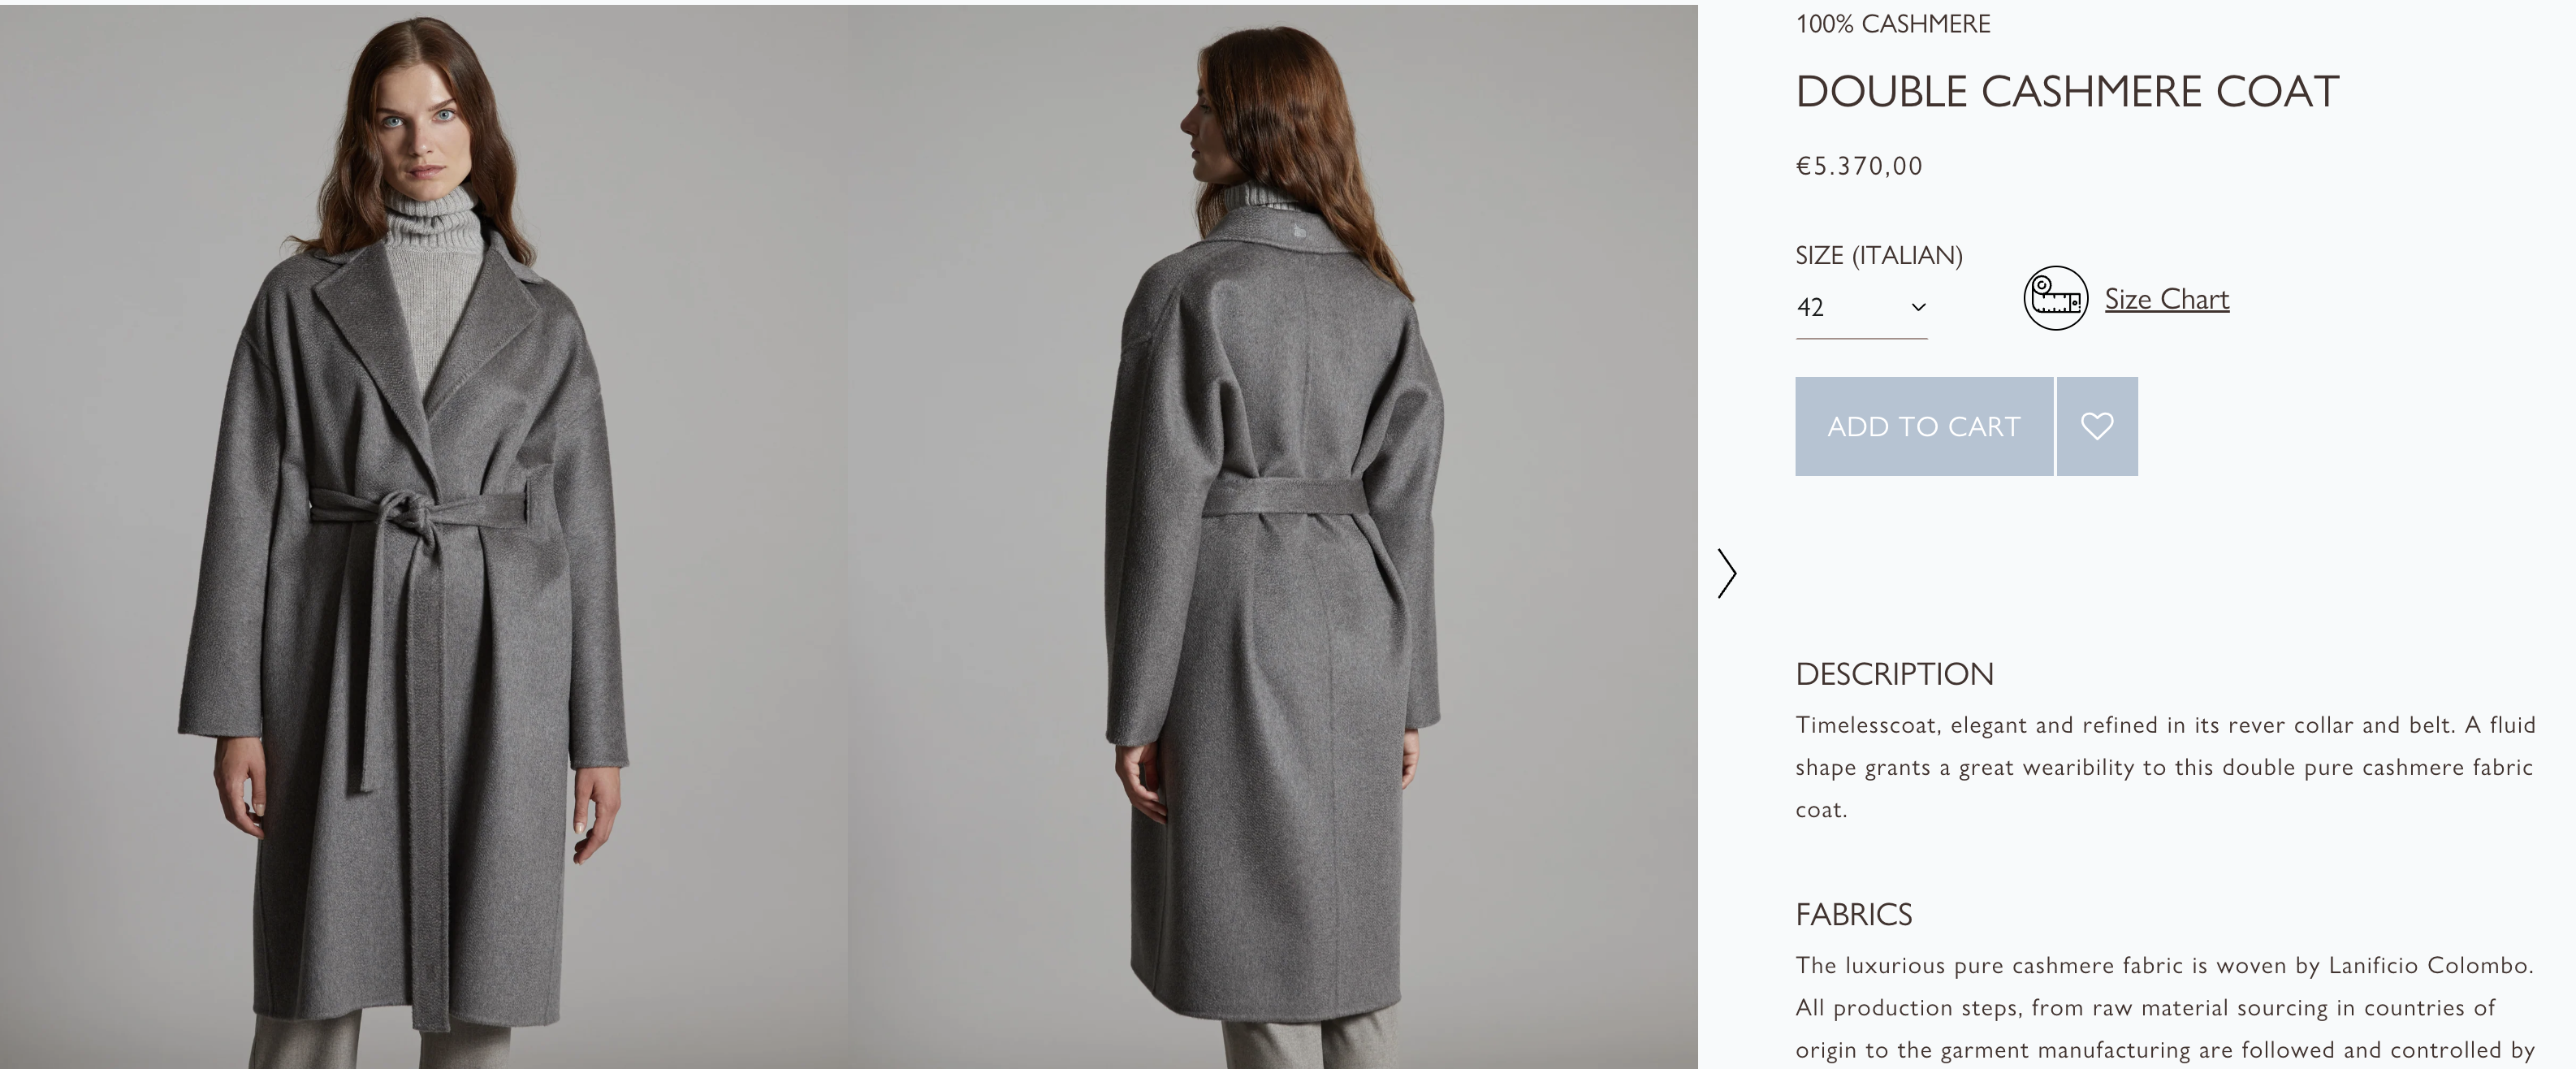 100% CASHMERE
DOUBLE CASHMERE COAT
€5.370,00
SIZE (ITALIAN)
42
Size Chart
ADD TO CART
DESCRIPTION
Timelesscoat, elegant and refined in its rever collar and belt. A fluid
shape grants a great wearibility to this double pure cashmere fabric
coat.
FABRICS
The luxurious pure cashmere fabric is woven by Lanificio Colombo.
All production steps, from raw material sourcing in countries of
origin to the garment manufacturing are followed and controlled by